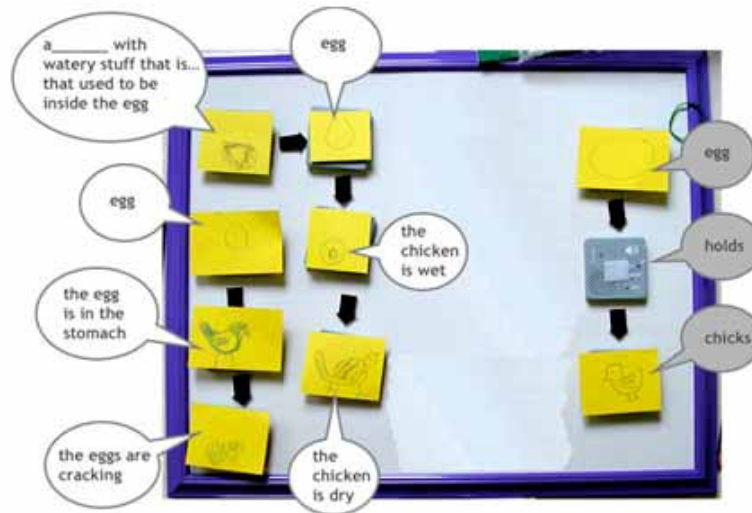 a______ with
watery stuff that is...
that used to be
inside the egg
egg
egg
egg
the
chicken
is wet
holds
the egg
is in the
stomach
chicks
the eggs are
cracking
the
chicken
is dry